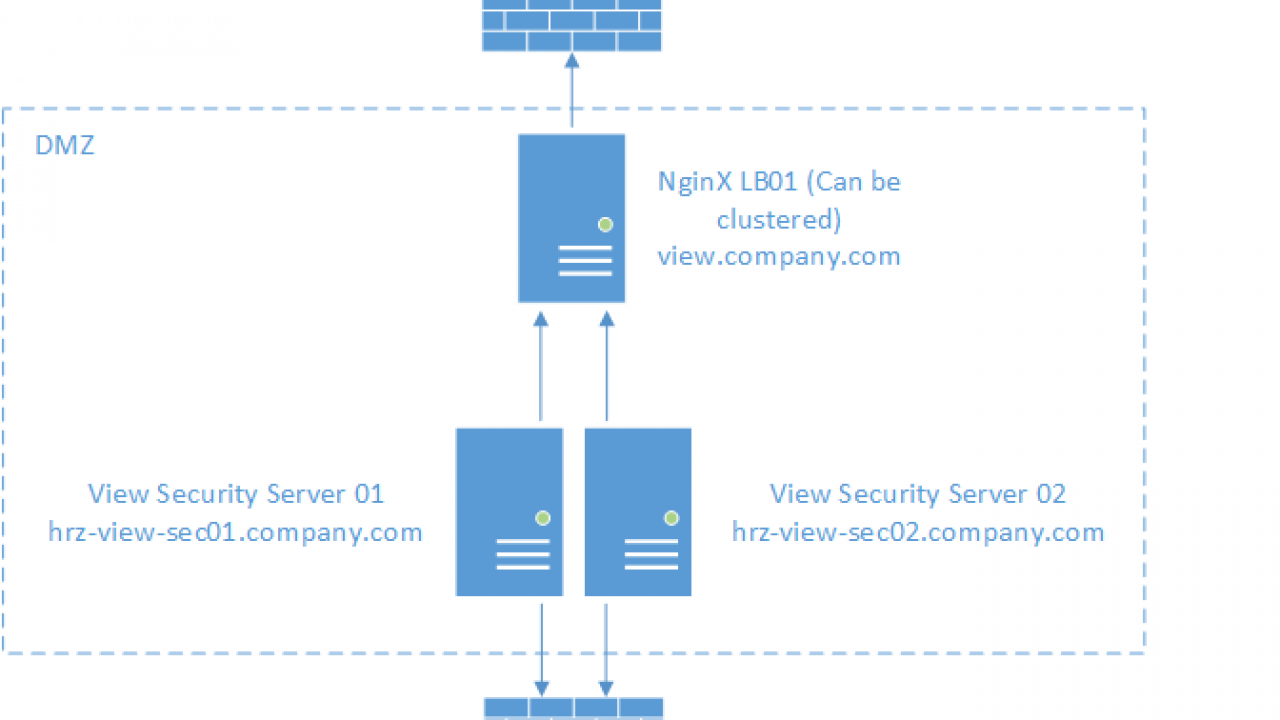 DMZ
NginX LB01 (Can be
clustered)
view.company.com
View Security Server 01
hrz-view-sec01.company.com
View Security Server 02
hrz-view-sec02.company.com